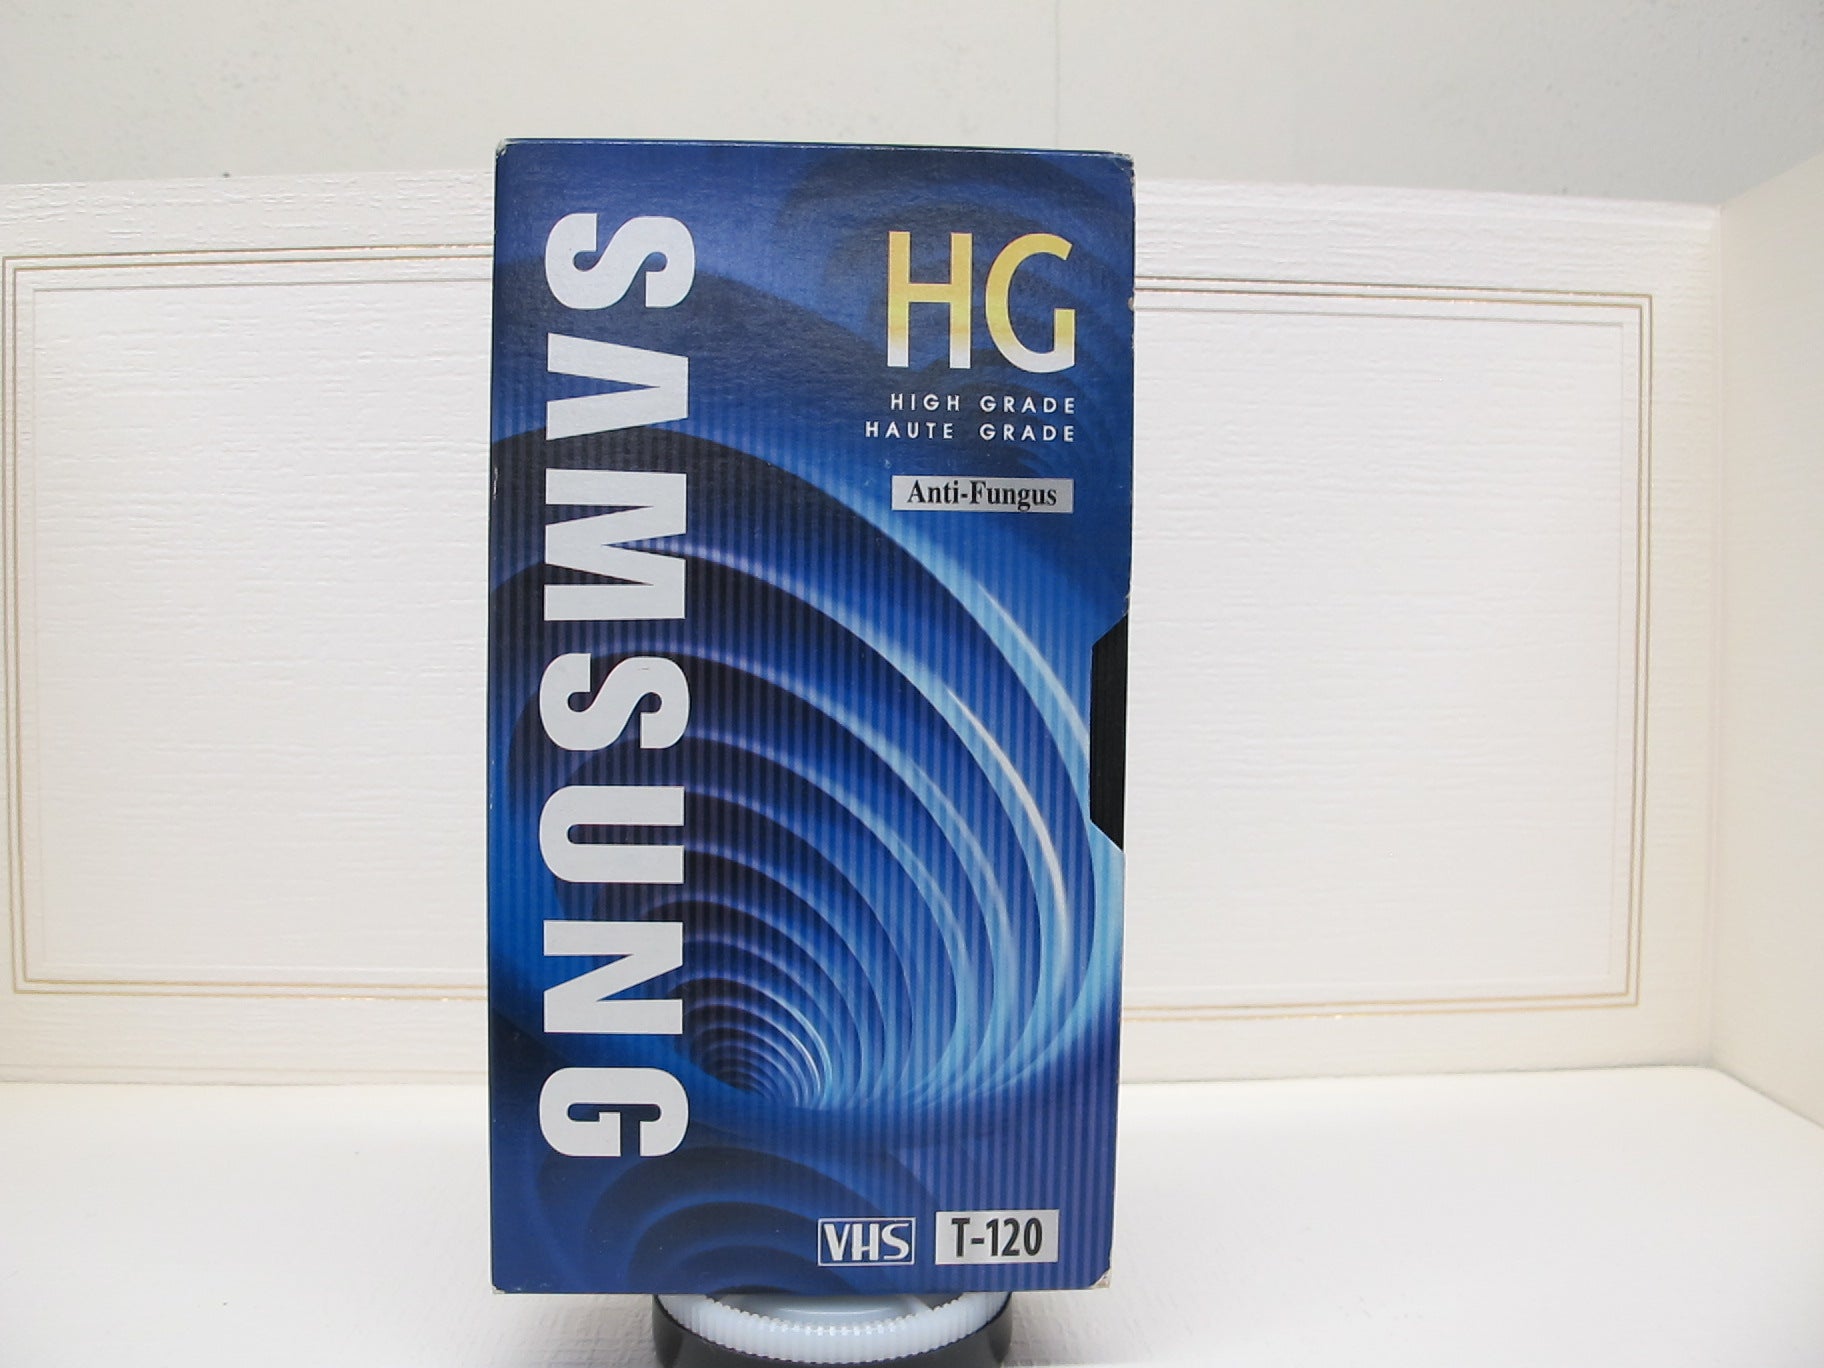 SAMSUNG
HG
HIGH GRADE
HAUTE GRADE
Anti-Fungus
VHS T-120